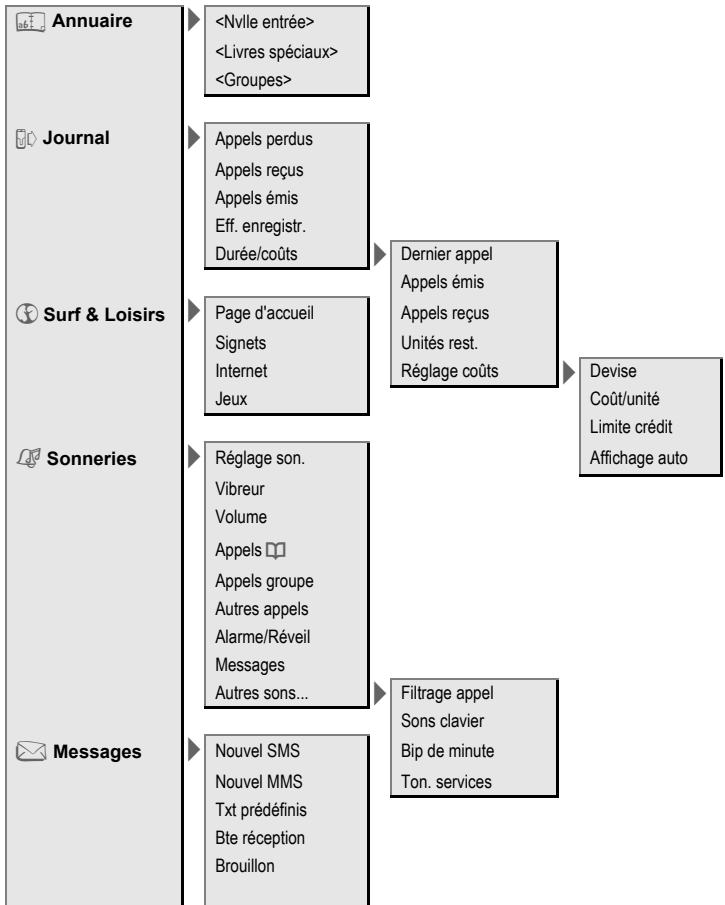 Annuaire
<Nvlle entrée>
<Livres spéciaux>
<Groupes>
Journal
Appels perdus
Appels reçus
Appels émis
Eff. enregistr.
Durée/coûts
Dernier appel
Appels émis
Appels reçus
Unités rest.
Réglage coûts
Devise
Coût/unité
Limite crédit
Affichage auto
Surf & Loisirs
Page d'accueil
Signets
Internet
Jeux
Sonneries
Réglage son.
Vibreur
Volume
Appels
Appels groupe
Autres appels
Alarme/Réveil
Messages
Autres sons...
Filtrage appel
Sons clavier
Bip de minute
Ton. services
Messages
Nouvel SMS
Nouvel MMS
Txt prédéfinis
Bte réception
Brouillon